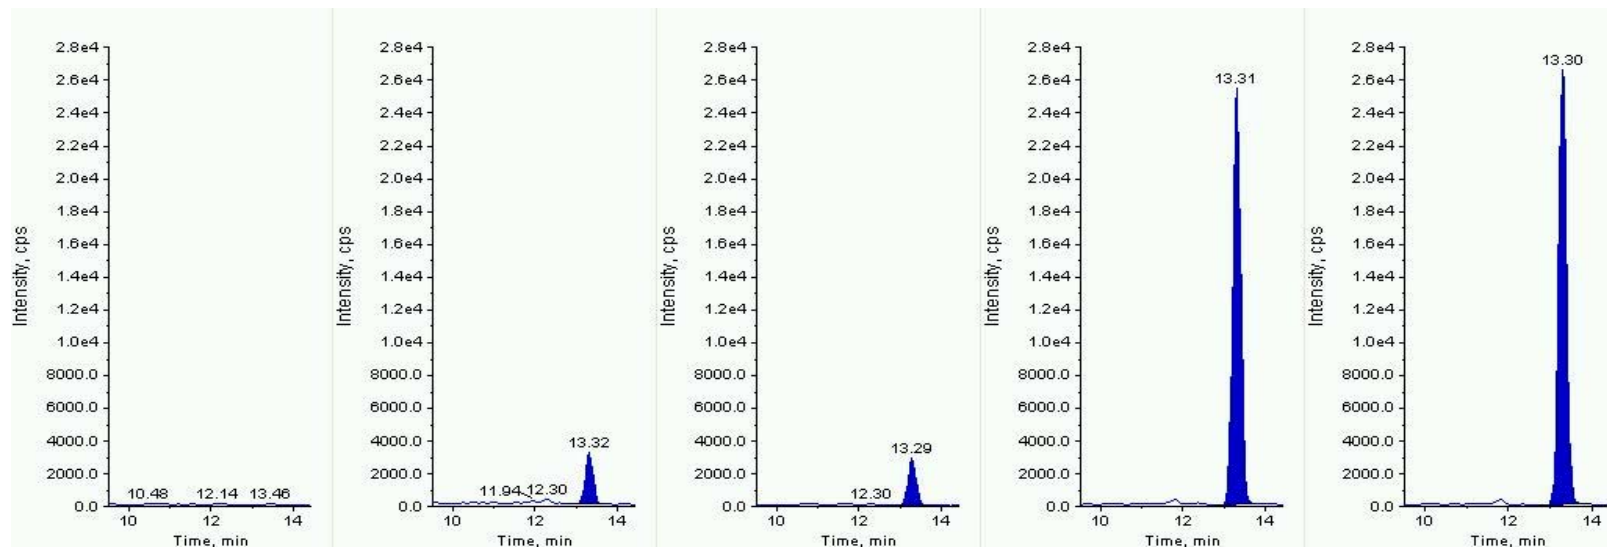 2.8e4
2.6e4
2.4e4
2.2e4
2.0e4
1.8e4
1.6e4
1.4e4
1.2e4
1.0e4
8000.0
6000.0
4000.0
2000.0
0.0
Intensity, cps
10.48 12.14 13.46
10 12 14
Time, min
2.8e4
2.6e4
2.4e4
2.2e4
2.0e4
1.8e4
1.6e4
1.4e4
1.2e4
1.0e4
8000.0
6000.0
4000.0
2000.0
0.0
Intensity, cps
13.32
11.94 12.30
10 12 14
Time, min
2.8e4
2.6e4
2.4e4
2.2e4
2.0e4
1.8e4
1.6e4
1.4e4
1.2e4
1.0e4
8000.0
6000.0
4000.0
2000.0
0.0
Intensity, cps
13.29
12.30
10 12 14
Time, min
2.8e4
2.6e4
2.4e4
2.2e4
2.0e4
1.8e4
1.6e4
1.4e4
1.2e4
1.0e4
8000.0
6000.0
4000.0
2000.0
0.0
Intensity, cps
13.31
10 12 14
Time, min
2.8e4
2.6e4
2.4e4
2.2e4
2.0e4
1.8e4
1.6e4
1.4e4
1.2e4
1.0e4
8000.0
6000.0
4000.0
2000.0
0.0
Intensity, cps
13.30
10 12 14
Time, min